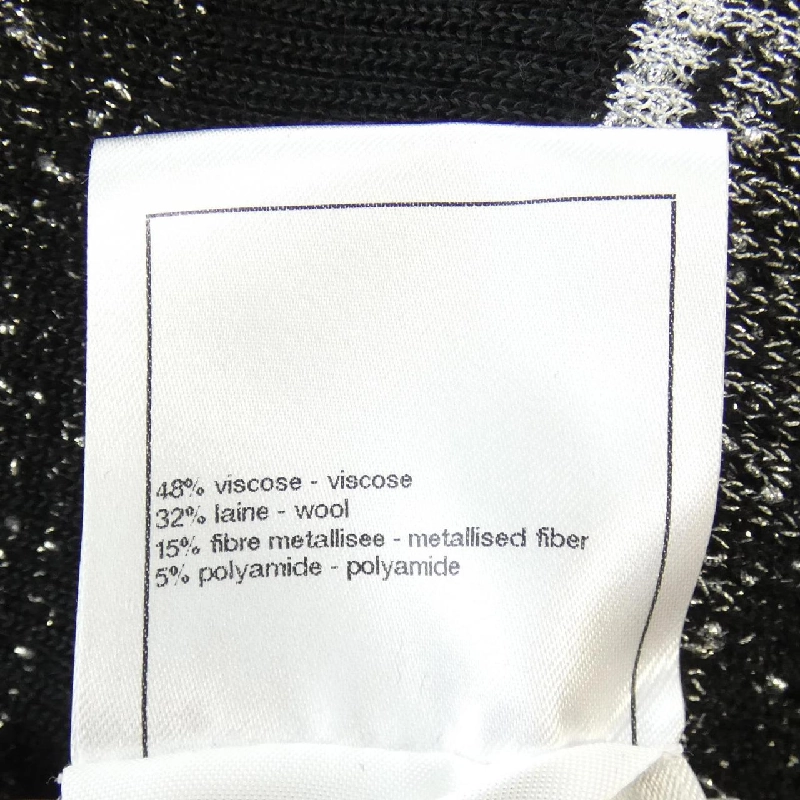 48% viscose - viscose
32% laine - wool
15% fibre metallisee - metallised fiber
5% polyamide - polyamide